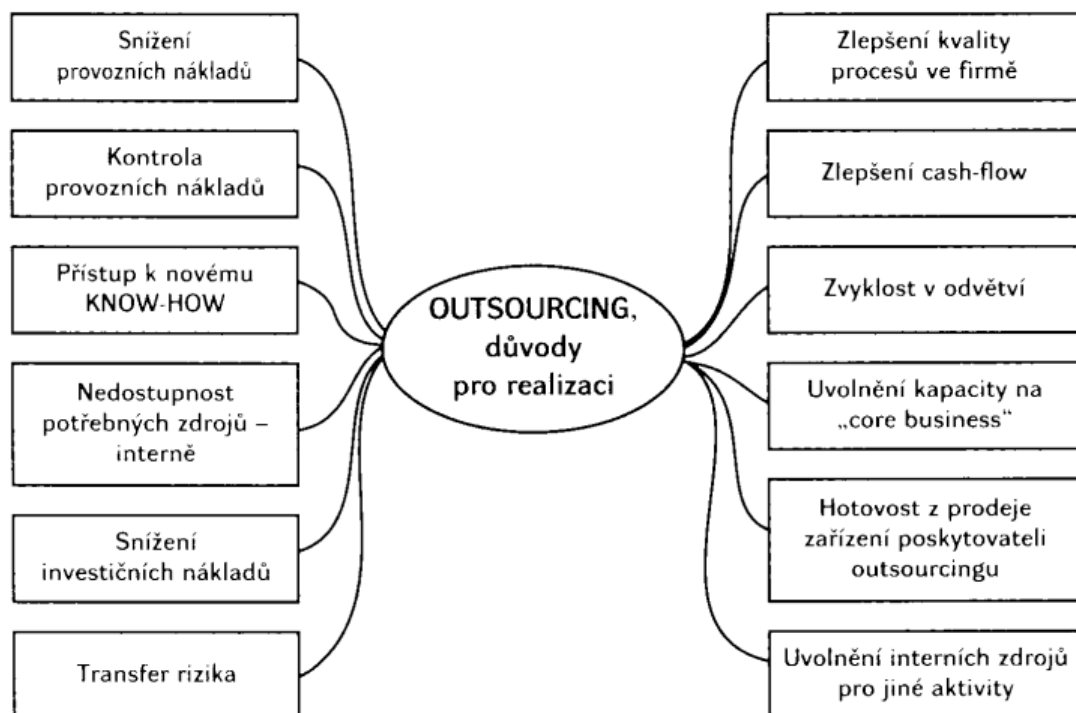 Snížení
provozních nákladů
Kontrola
provozních nákladů
Přístup k novému
KNOW-HOW
Nedostupnost
potřebných zdrojů –
interně
Snížení
investičních nákladů
Transfer rizika
OUTSOURCING,
důvody
pro realizaci
Zlepšení kvality
procesů ve firmě
Zlepšení cash-flow
Zvyklost v odvětví
Uvolnění kapacity na
„core business“
Hotovost z prodeje
zařízení poskytovateli
outsourcingu
Uvolnění interních zdrojů
pro jiné aktivity